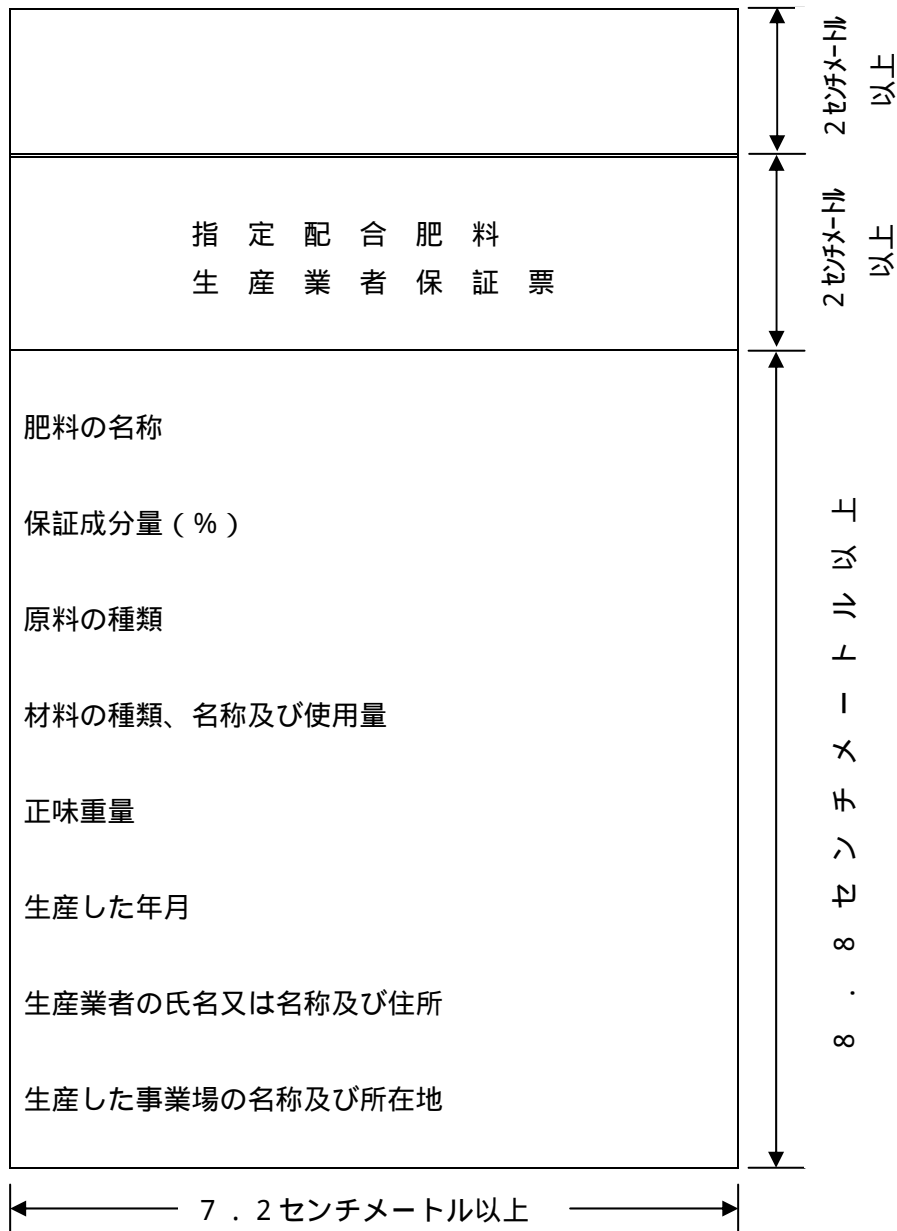 2センチメートル
以上
指定配合肥料
生産業者保証票
2センチメートル
以上
肥料の名称
保証成分量(%)
原料の種類
材料の種類、名称及び使用量
正味重量
生産した年月
生産業者の氏名又は名称及び住所
生産した事業場の名称及び所在地
8.8センチメートル以上
7.2センチメートル以上